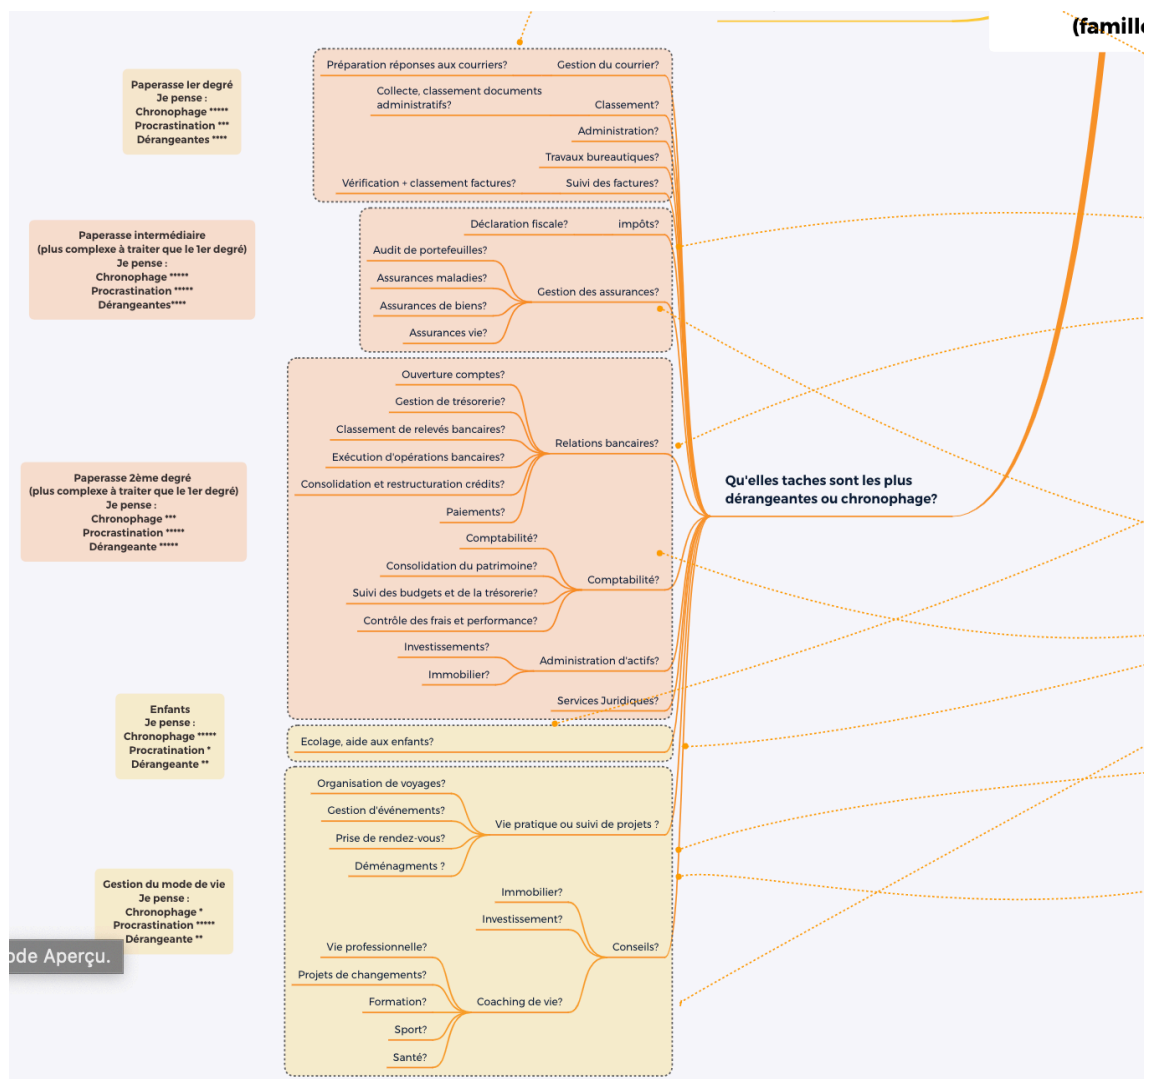 (famille
Paperasse 1er degré
Je pense :
Chronophage *****
Procrastination ***
Dérangeantes ****
Préparation réponses aux courriers?
Gestion du courrier?
Collecte, classement documents
administratifs?
Classement?
Administration?
Travaux bureautiques?
Vérification + classement factures?
Suivi des factures?
Paperasse intermédiaire
(plus complexe à traiter que le 1er degré)
Je pense :
Chronophage *****
Procrastination *****
Dérangeantes****
Déclaration fiscale?
impôts?
Audit de portefeuilles?
Assurances maladies?
Assurances de biens?
Assurances vie?
Gestion des assurances?
Paperasse 2ème degré
(plus complexe à traiter que le 1er degré)
Je pense :
Chronophage ***
Procrastination *****
Dérangeante *****
Ouverture comptes?
Gestion de trésorerie?
Classement de relevés bancaires?
Exécution d'opérations bancaires?
Consolidation et restructuration crédits?
Paiements?
Relations bancaires?
Comptabilité?
Consolidation du patrimoine?
Suivi des budgets et de la trésorerie?
Contrôle des frais et performance?
Comptabilité?
Investissements?
Immobilier?
Administration d'actifs?
Services Juridiques?
Qu'elles taches sont les plus
dérangeantes ou chronophage?
Enfants
Je pense :
Chronophage *****
Procratination *
Dérangeante **
Ecolage, aide aux enfants?
Organisation de voyages?
Gestion d'événements?
Prise de rendez-vous?
Déménagments ?
Vie pratique ou suivi de projets ?
Gestion du mode de vie
Je pense :
Chronophage *
Procrastination *****
Dérangeante **
ode Aperçu.
Immobilier?
Investissement?
Conseils?
Vie professionnelle?
Projets de changements?
Formation?
Sport?
Santé?
Coaching de vie?